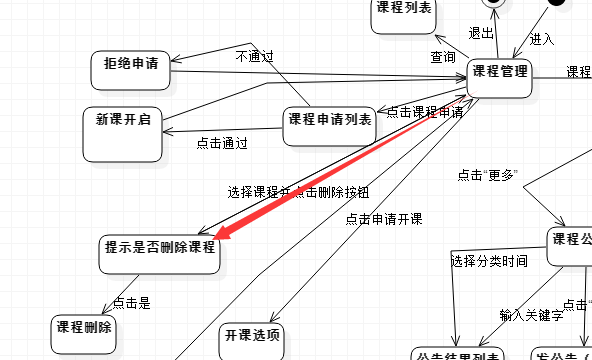 课程列表
退出
进入
不通过
查询
拒绝申请
课程管理
课程
新课开启
课程申请列表
点击课程申请
点击通过
点击“更多”
选择课程并点击删除按钮
点击申请开课
提示是否删除课程
课程公
选择分类时间
点击是
输入关键字
点击“
课程删除
开课选项
公告结果列表
发公告（